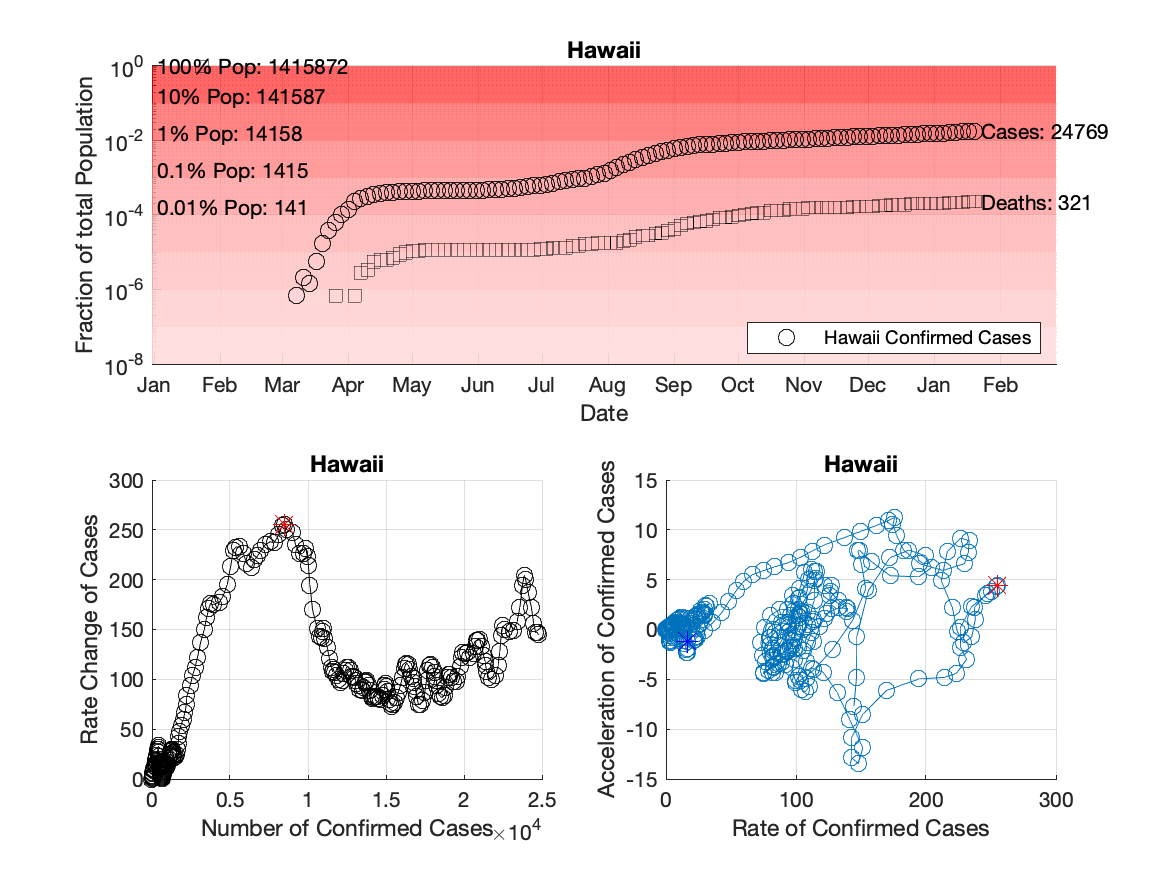 Hawaii
Fraction of total Population
10^0
10^-2
10^-4
10^-6
10^-8
100% Pop: 1415872
10% Pop: 141587
1% Pop: 14158
0.1% Pop: 1415
0.01% Pop: 141
Cases: 24769
Deaths: 321
Hawaii Confirmed Cases
Jan Feb Mar Apr May Jun Jul Aug Sep Oct Nov Dec Jan Feb
Date
Hawaii
Rate Change of Cases
300
250
200
150
100
50
0
0 0.5 1 1.5 2 2.5
Number of Confirmed Cases ×10^4
Hawaii
Acceleration of Confirmed Cases
15
10
5
0
-5
-10
-15
0 100 200 300
Rate of Confirmed Cases